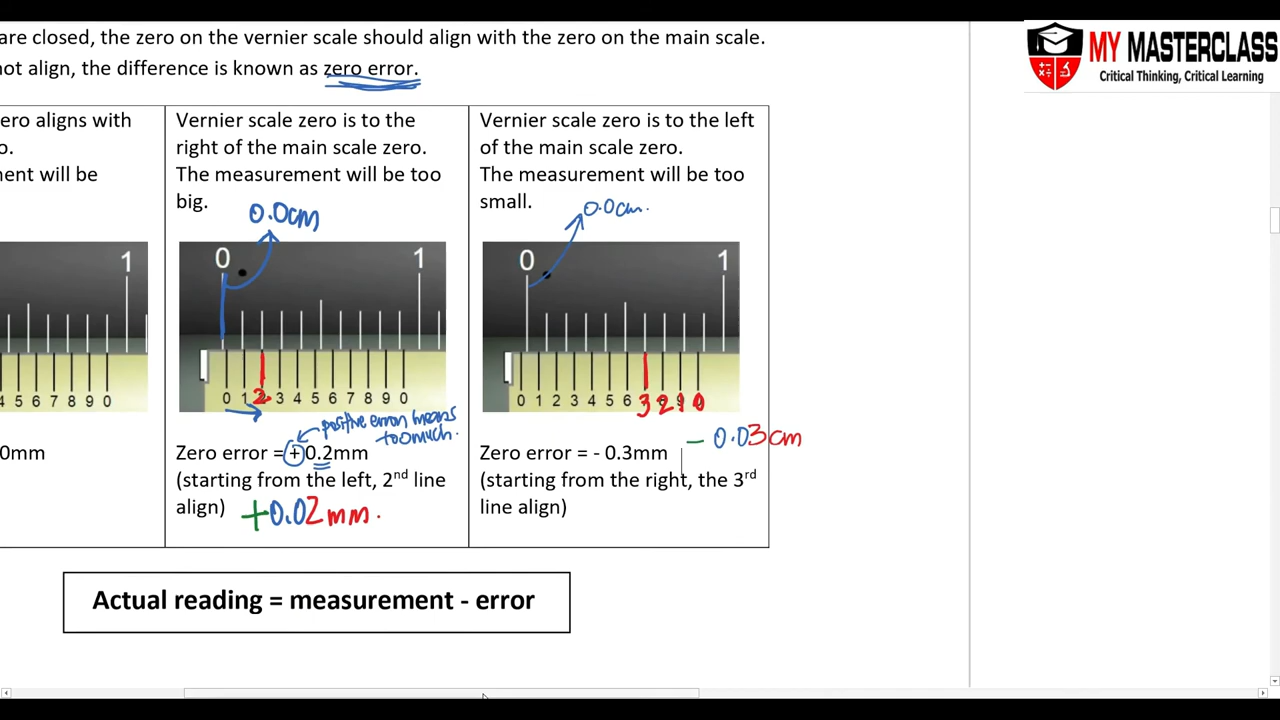 are closed, the zero on the vernier scale should align with the zero on the main scale.
not align, the difference is known as zero error.
MY MASTERCLASS
Critical Thinking, Critical Learning
ero aligns with
o.
ent will be
1
4 5 6 7 8 9 0
0mm
Vernier scale zero is to the
right of the main scale zero.
The measurement will be too
big.
0.0cm
0 1
0 1 2 3 4 5 6 7 8 9 0
positive error means
too much.
Zero error = + 0.2mm
(starting from the left, 2nd line
align)
+0.02mm.
Vernier scale zero is to the left
of the main scale zero.
The measurement will be too
small.
0.0cm.
0 1
0 1 2 3 4 5 6 3 2 1 0
- 0.03cm
Zero error = - 0.3mm
(starting from the right, the 3rd
line align)
Actual reading = measurement - error